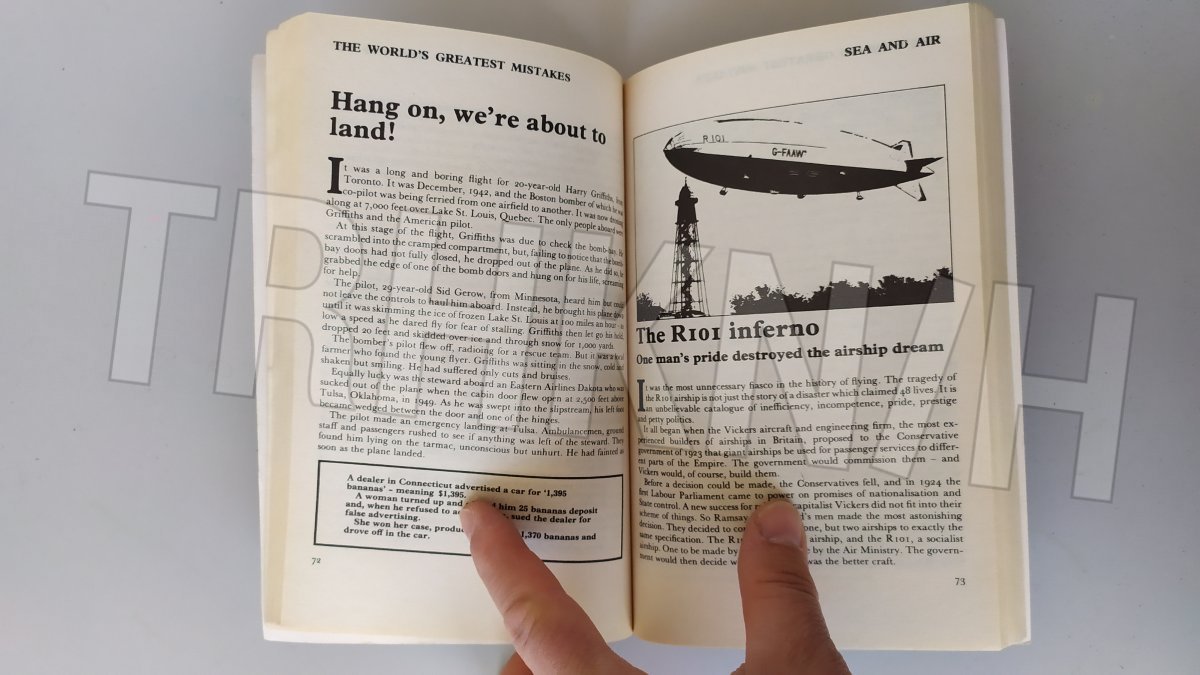 THE WORLD'S GREATEST MISTAKES
Hang on, we're about to
land!
It was a long and boring flight for 20-year-old Harry Griffiths, from
Toronto. It was December, 1942, and the Boston bomber of which he was
co-pilot was being ferried from one airfield to another. It was now
along at 7,000 feet over Lake St. Louis, Quebec. The only people aboard were
Griffiths and the American pilot.
At this stage of the flight, Griffiths was due to check the bomb-bay. He
scrambled into the cramped compartment, but, failing to notice that the bomb-
bay doors had not fully closed, he dropped out of the plane. As he did so, he
grabbed the edge of one of the bomb doors and hung on for his life, screaming
for help.
The pilot, 29-year-old Sid Gerow, from Minnesota, heard him but could
not leave the controls to haul him aboard. Instead, he brought his plane down
until it was skimming the ice of frozen Lake St. Louis at 100 miles an hour – as
low a speed as he dared fly for fear of stalling. Griffiths then let go his hold,
dropped 20 feet and skidded over ice and through snow for 1,000 yards.
The bomber's pilot flew off, radioing for a rescue team. But it was a local
farmer who found the young flyer. Griffiths was sitting in the snow, cold and
shaken but smiling. He had suffered only cuts and bruises.
Equally lucky was the steward aboard an Eastern Airlines Dakota who was
sucked out of the plane when the cabin door flew open at 2,500 feet above
Tulsa, Oklahoma, in 1949. As he was swept into the slipstream, his left foot
became wedged between the door and one of the hinges.
The pilot made an emergency landing at Tulsa. Ambulancemen, ground
staff and passengers rushed to see if anything was left of the steward. They
found him lying on the tarmac, unconscious but unhurt. He had fainted as
soon as the plane landed.
A dealer in Connecticut advertised a car for '1,395
bananas' – meaning $1,395.
A woman turned up and him 25 bananas deposit
and, when he refused to sued the dealer for
false advertising.
She won her case, 1,370 bananas and
drove off in the car.
72
SEA AND AIR
R101
G-FAAW
The R101 inferno
One man's pride destroyed the airship dream
It was the most unnecessary fiasco in the history of flying. The tragedy of
the R101 airship is not just the story of a disaster which claimed 48 lives. It is
an unbelievable catalogue of inefficiency, incompetence, pride, prestige
and petty politics.
It all began when the Vickers aircraft and engineering firm, the most ex-
perienced builders of airships in Britain, proposed to the Conservative
government of 1923 that giant airships be used for passenger services to differ-
ent parts of the Empire. The government would commission them – and
Vickers would, of course, build them.
Before a decision could be made, the Conservatives fell, and in 1924 the
first Labour Parliament came to power on promises of nationalisation and
State control. A new success for capitalist Vickers did not fit into their
scheme of things. So Ramsay men made the most astonishing
decision. They decided to one, but two airships to exactly the
same specification. The airship, and the R101, a socialist
airship. One to be made by by the Air Ministry. The govern-
ment would then decide was the better craft.
73
TRUKNVH